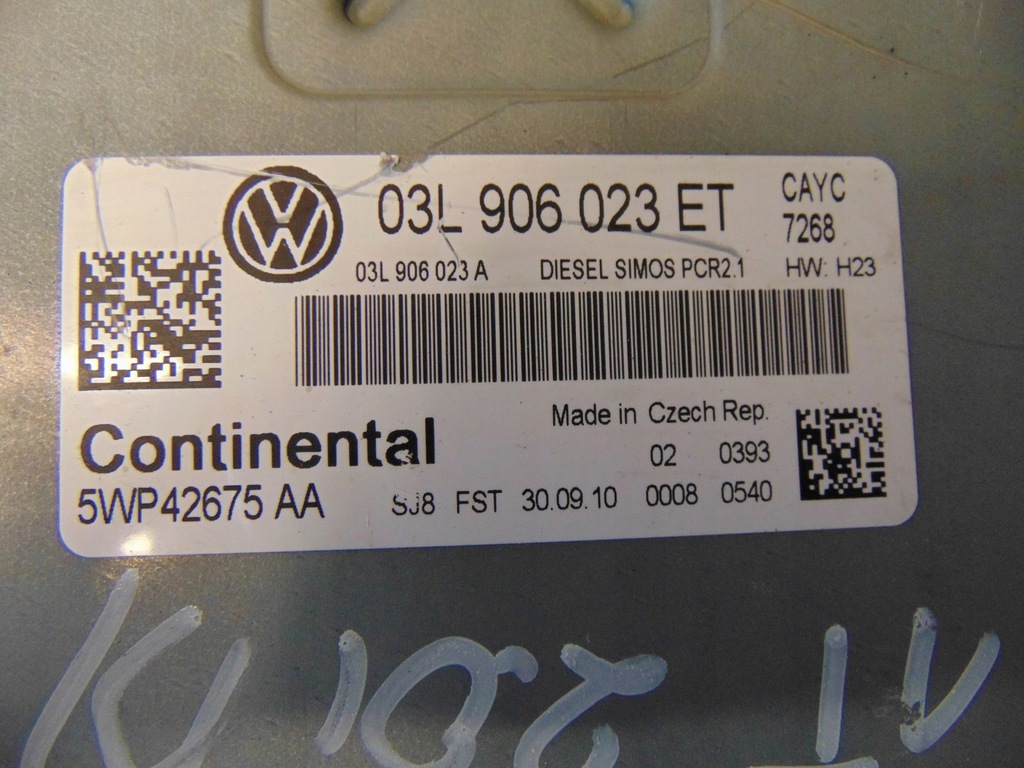 03L 906 023 ET
CAYC
7268
03L 906 023 A DIESEL SIMOS PCR2.1 HW: H23
Made in Czech Rep.
Continental
02 0393
5WP42675 AA SJ8 FST 30.09.10 0008 0540